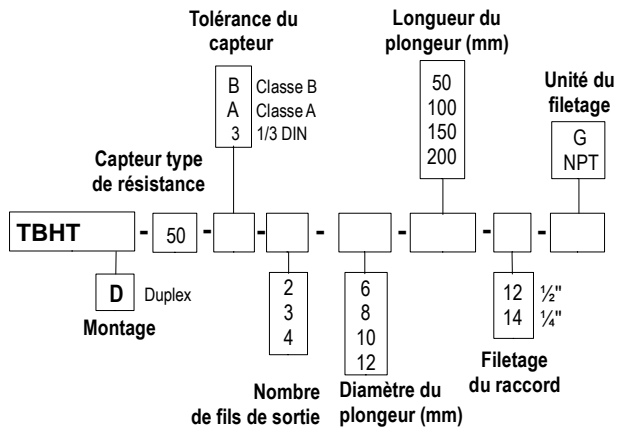 Tolérance du
capteur
B Classe B
A Classe A
3 1/3 DIN
Longueur du
plongeur (mm)
50
100
150
200
Unité du
filetage
G
NPT
Capteur type
de résistance
TBHT - 50 - - - - - -
D Duplex
Montage
2
3
4
Nombre
de fils de sortie
6
8
10
12
Diamètre du
plongeur (mm)
12 ½"
14 ¼"
Filetage
du raccord